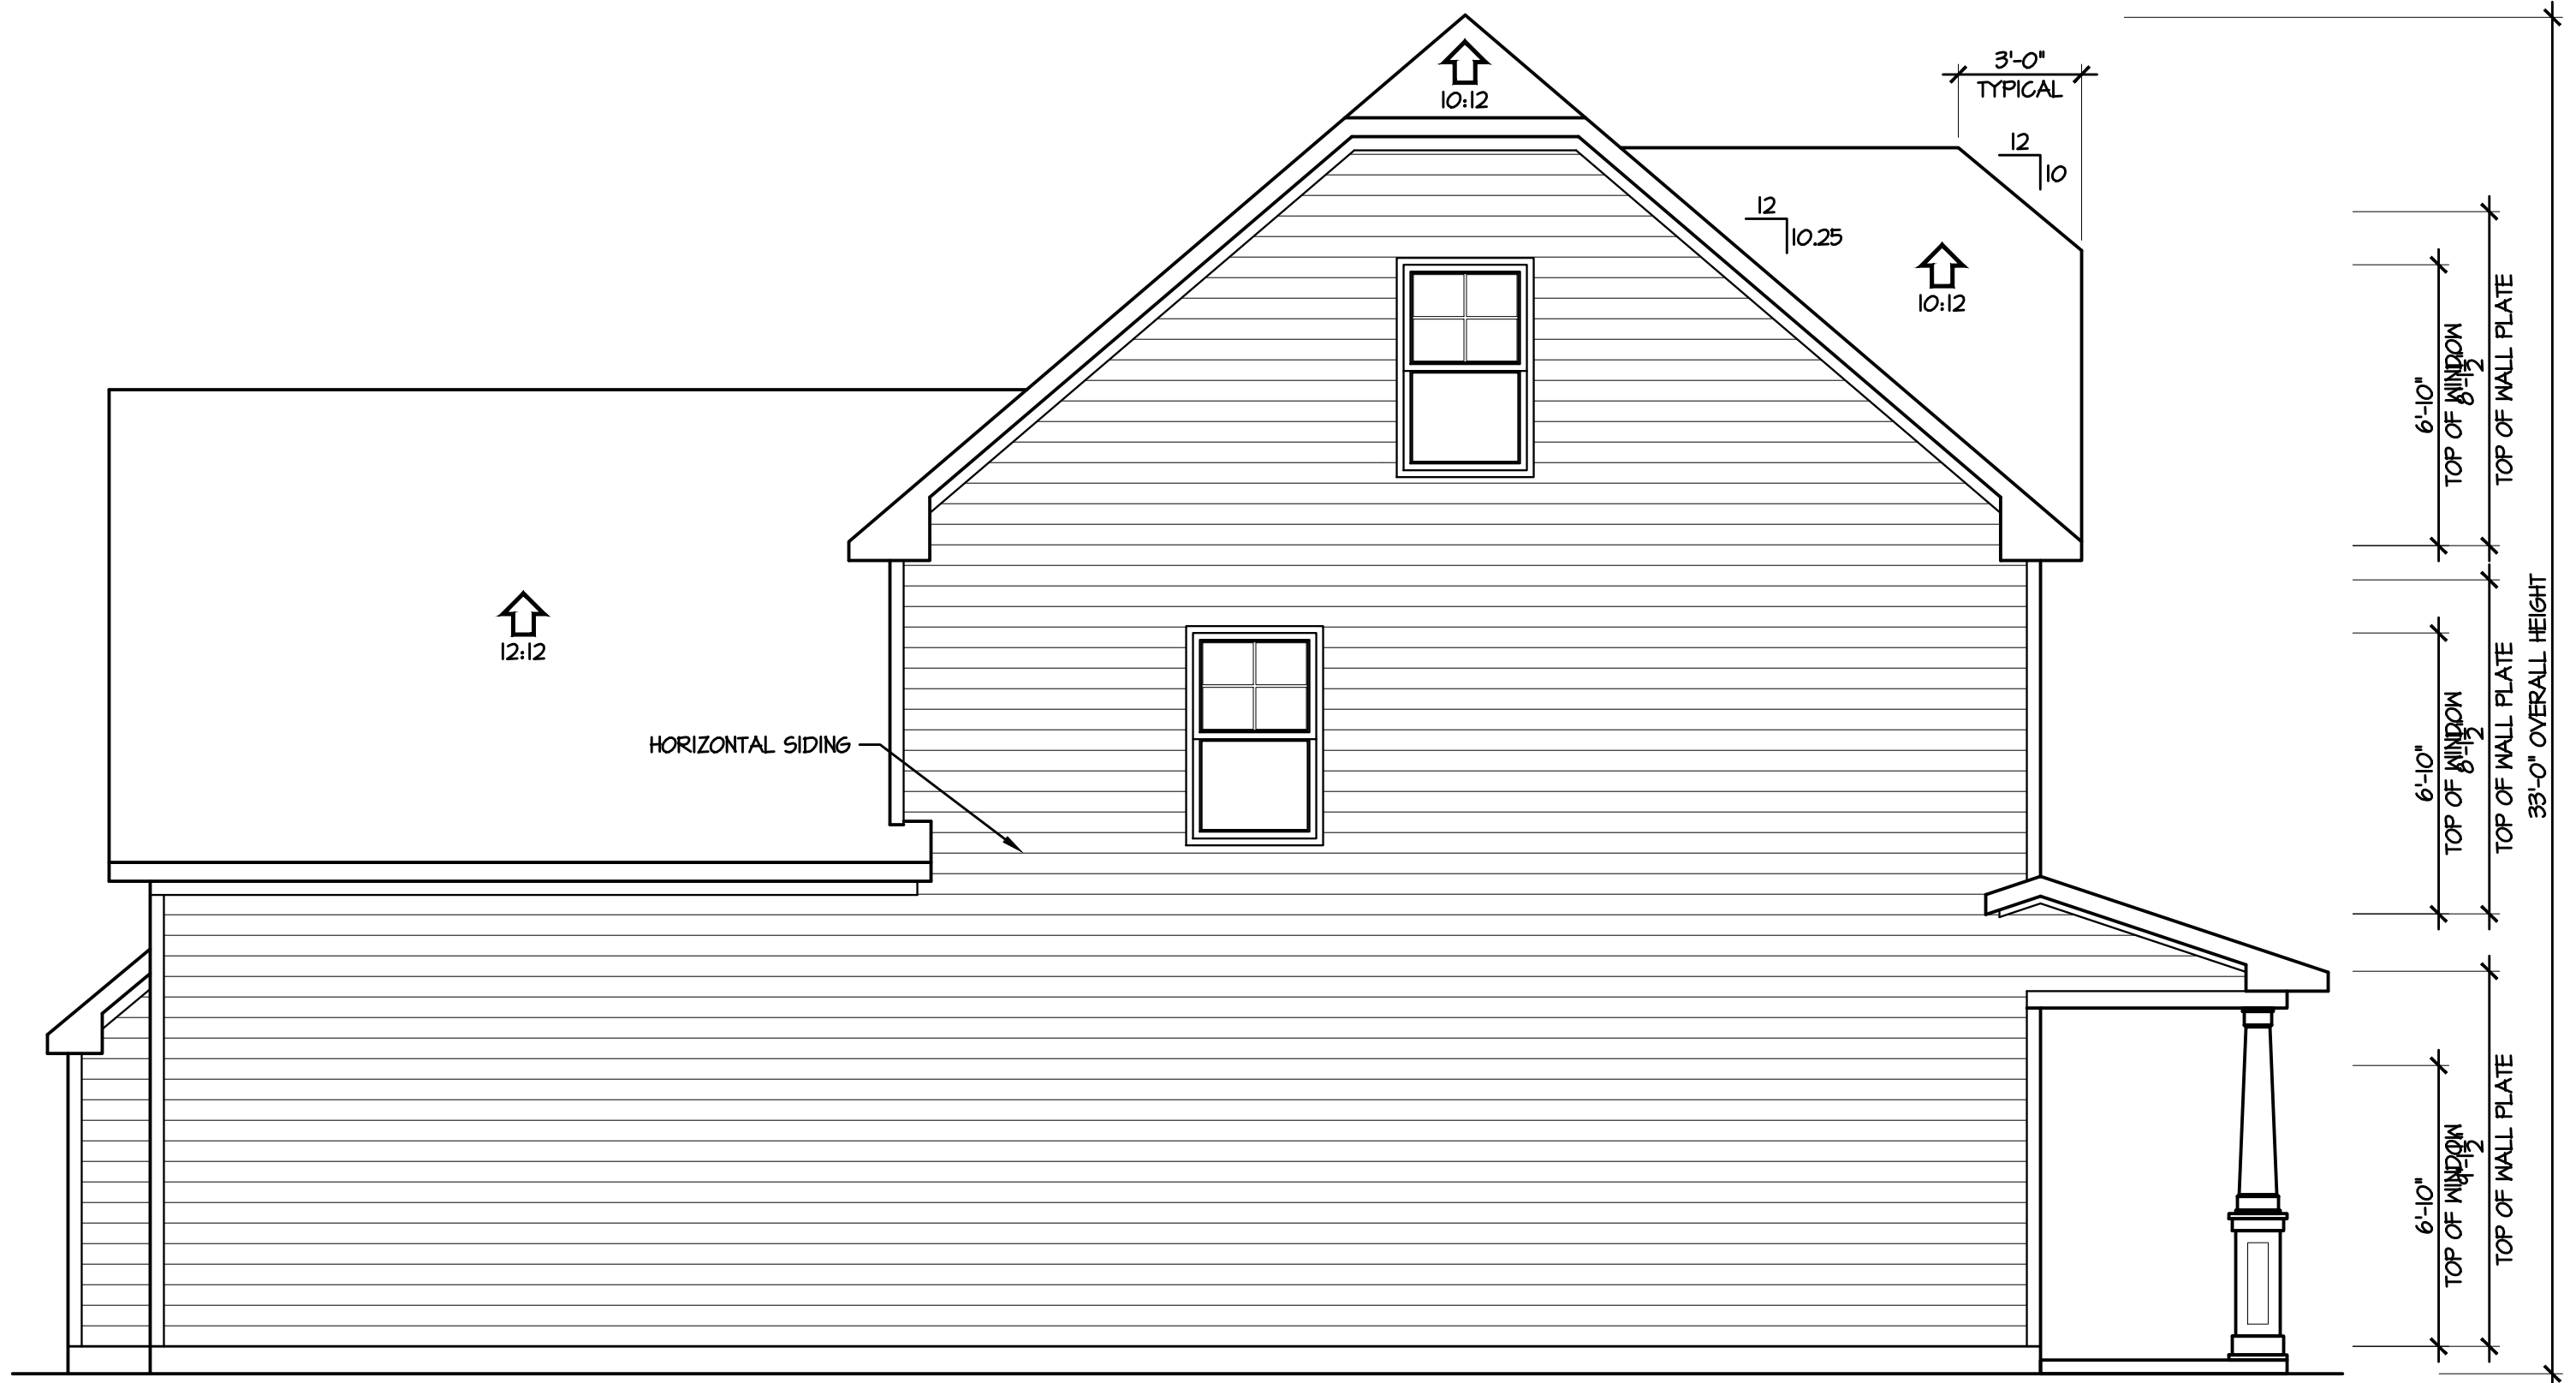 10:12
3'-0"
TYPICAL
12
10
12
10.25
10:12
12:12
HORIZONTAL SIDING
6'-10"
TOP OF WINDOW
TOP OF WALL PLATE
6'-10"
TOP OF WINDOW
TOP OF WALL PLATE
33'-0" OVERALL HEIGHT
6'-10"
TOP OF WINDOW
TOP OF WALL PLATE